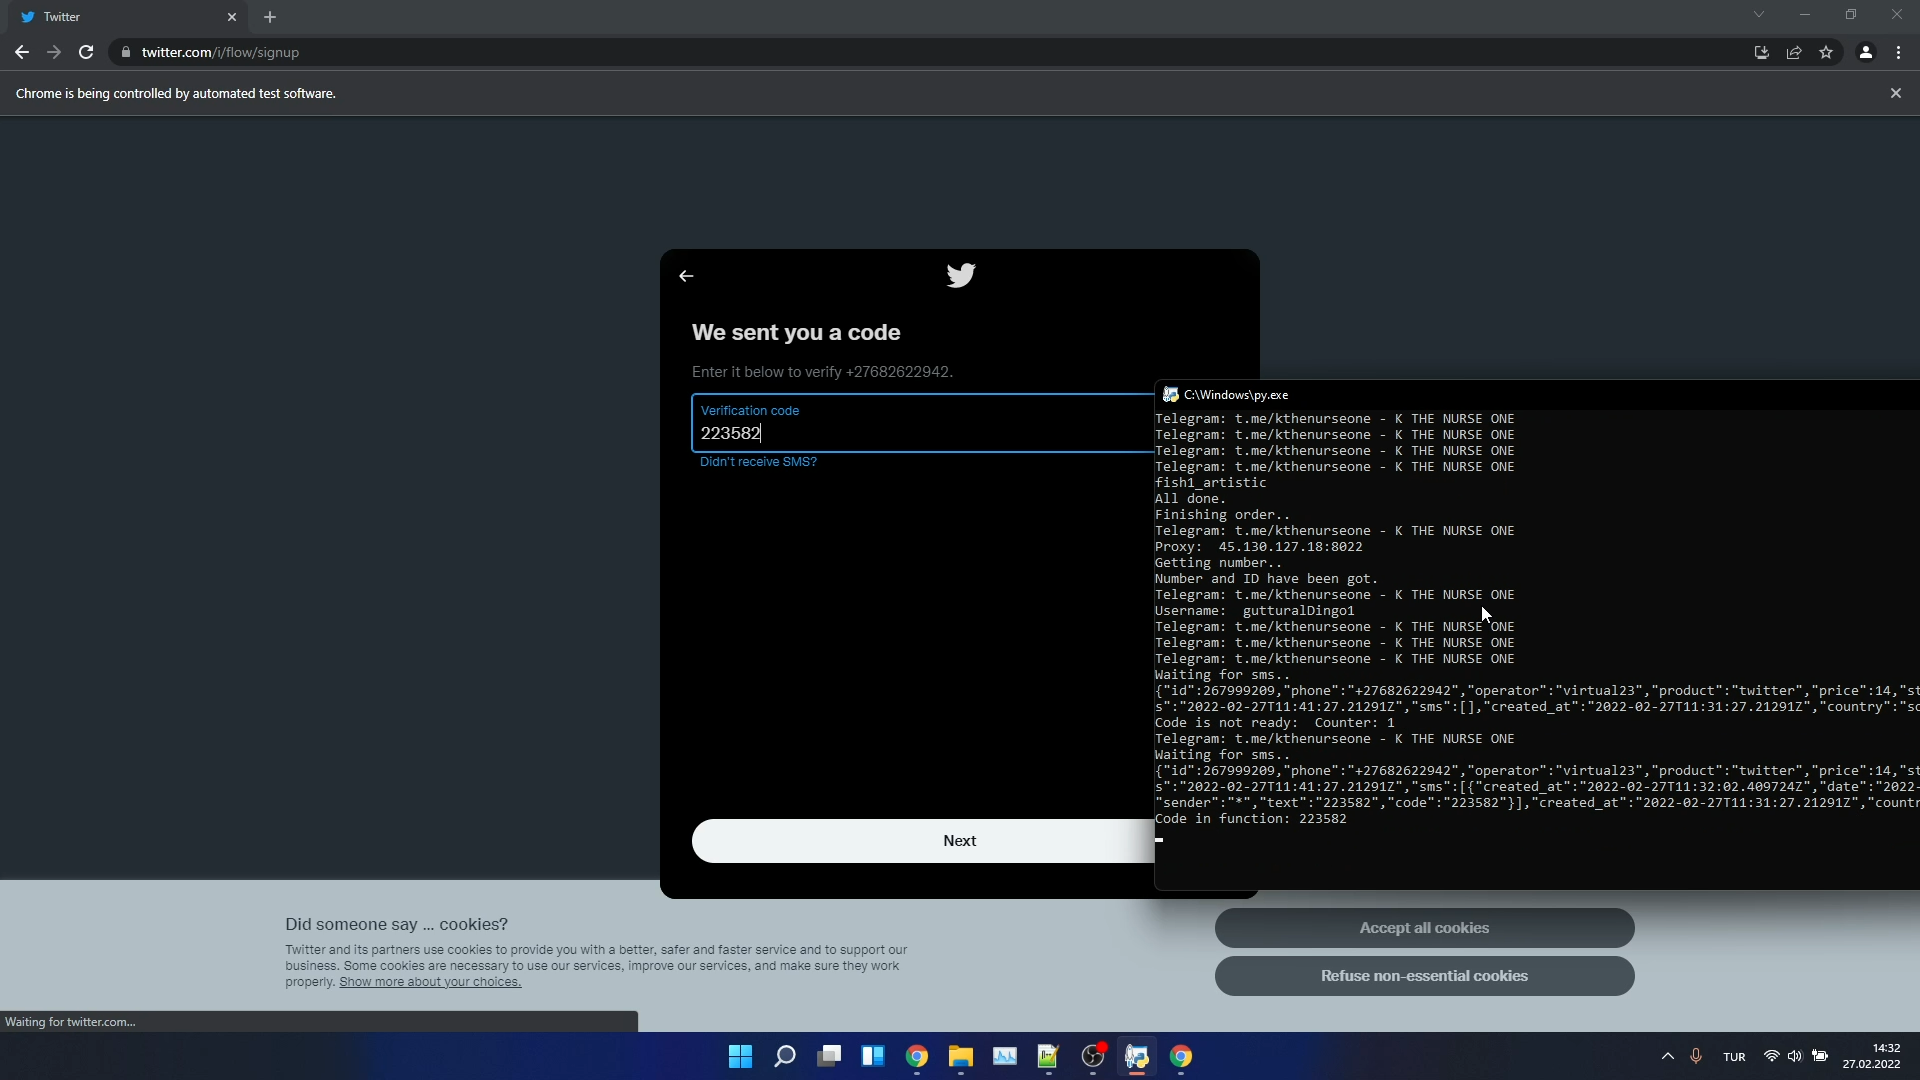 Twitter
twitter.com/i/flow/signup
Chrome is being controlled by automated test software.
We sent you a code
Enter it below to verify +27682622942.
Verification code
223582
Didn't receive SMS?
Next
C:\Windows\py.exe
Telegram: t.me/kthenurseone - K THE NURSE ONE
Telegram: t.me/kthenurseone - K THE NURSE ONE
Telegram: t.me/kthenurseone - K THE NURSE ONE
Telegram: t.me/kthenurseone - K THE NURSE ONE
fish1_artistic
All done.
Finishing order..
Telegram: t.me/kthenurseone - K THE NURSE ONE
Proxy:  45.130.127.18:8022
Getting number..
Number and ID have been got.
Telegram: t.me/kthenurseone - K THE NURSE ONE
Username:  gutturalDingo1
Telegram: t.me/kthenurseone - K THE NURSE ONE
Telegram: t.me/kthenurseone - K THE NURSE ONE
Telegram: t.me/kthenurseone - K THE NURSE ONE
Waiting for sms..
{"id":267999209,"phone":"+27682622942","operator":"virtual23","product":"twitter","price":14,"st
s":"2022-02-27T11:41:27.21291Z","sms":[],"created_at":"2022-02-27T11:31:27.21291Z","country":"so
Code is not ready:  Counter: 1
Telegram: t.me/kthenurseone - K THE NURSE ONE
Waiting for sms..
{"id":267999209,"phone":"+27682622942","operator":"virtual23","product":"twitter","price":14,"st
s":"2022-02-27T11:41:27.21291Z","sms":[{"created_at":"2022-02-27T11:32:02.409724Z","date":"2022-
"sender":"*","text":"223582","code":"223582"}],"created_at":"2022-02-27T11:31:27.21291Z","countr
Code in function: 223582
Did someone say … cookies?
Twitter and its partners use cookies to provide you with a better, safer and faster service and to support our
business. Some cookies are necessary to use our services, improve our services, and make sure they work
properly. Show more about your choices.
Accept all cookies
Refuse non-essential cookies
Waiting for twitter.com...
TUR
14:32
27.02.2022